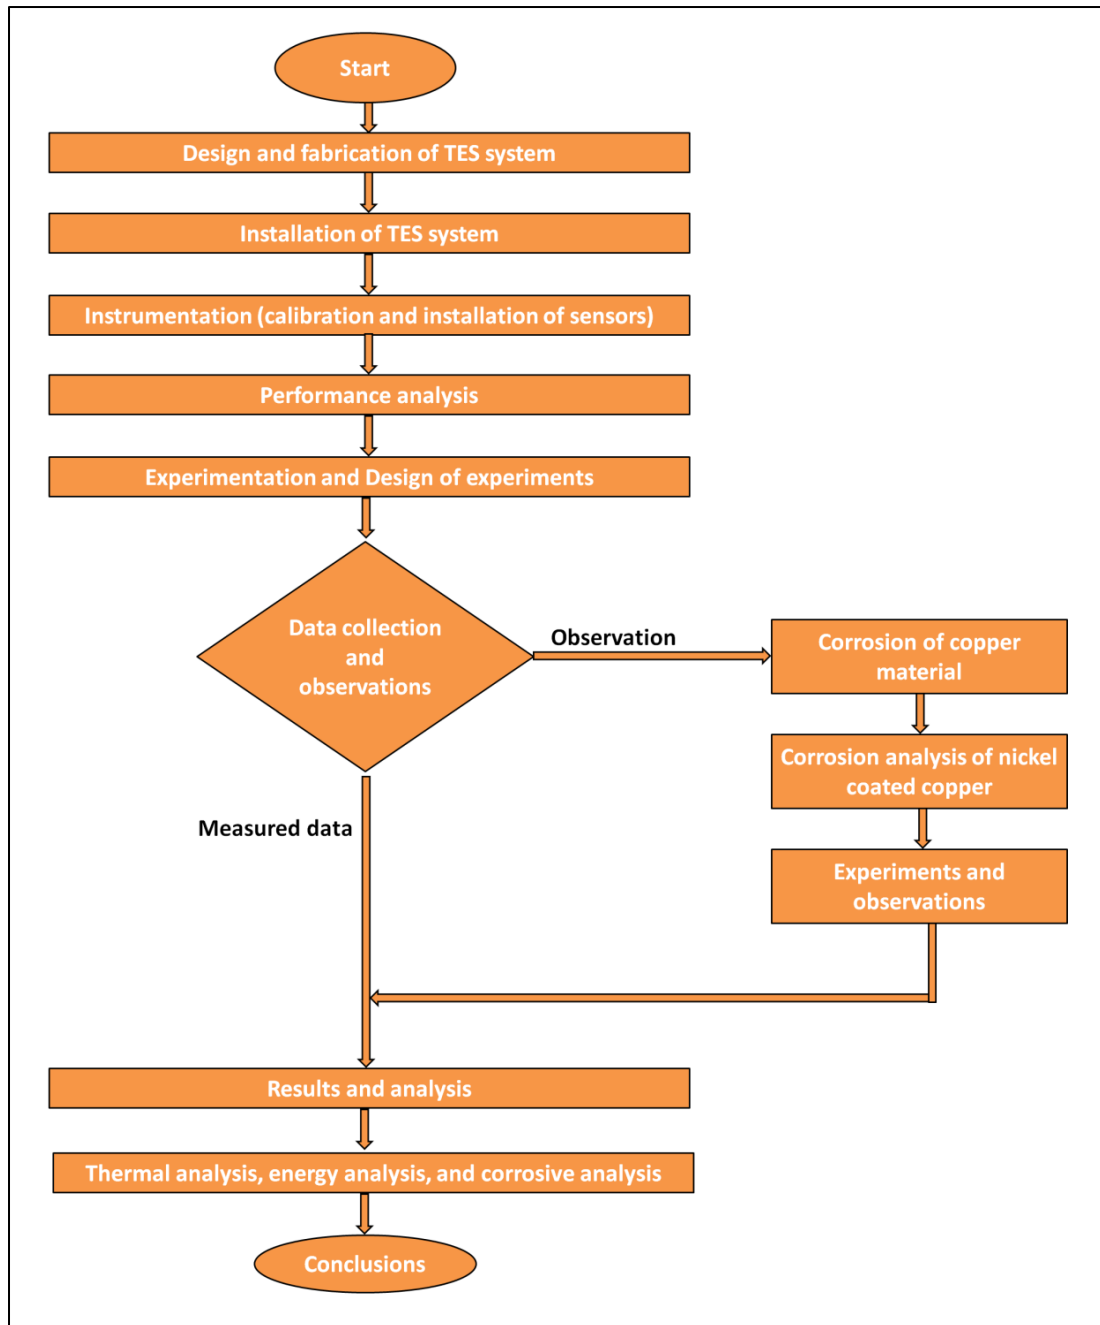 Start
Design and fabrication of TES system
Installation of TES system
Instrumentation (calibration and installation of sensors)
Performance analysis
Experimentation and Design of experiments
Data collection
and
observations
Observation
Corrosion of copper
material
Corrosion analysis of nickel
coated copper
Experiments and
observations
Measured data
Results and analysis
Thermal analysis, energy analysis, and corrosive analysis
Conclusions